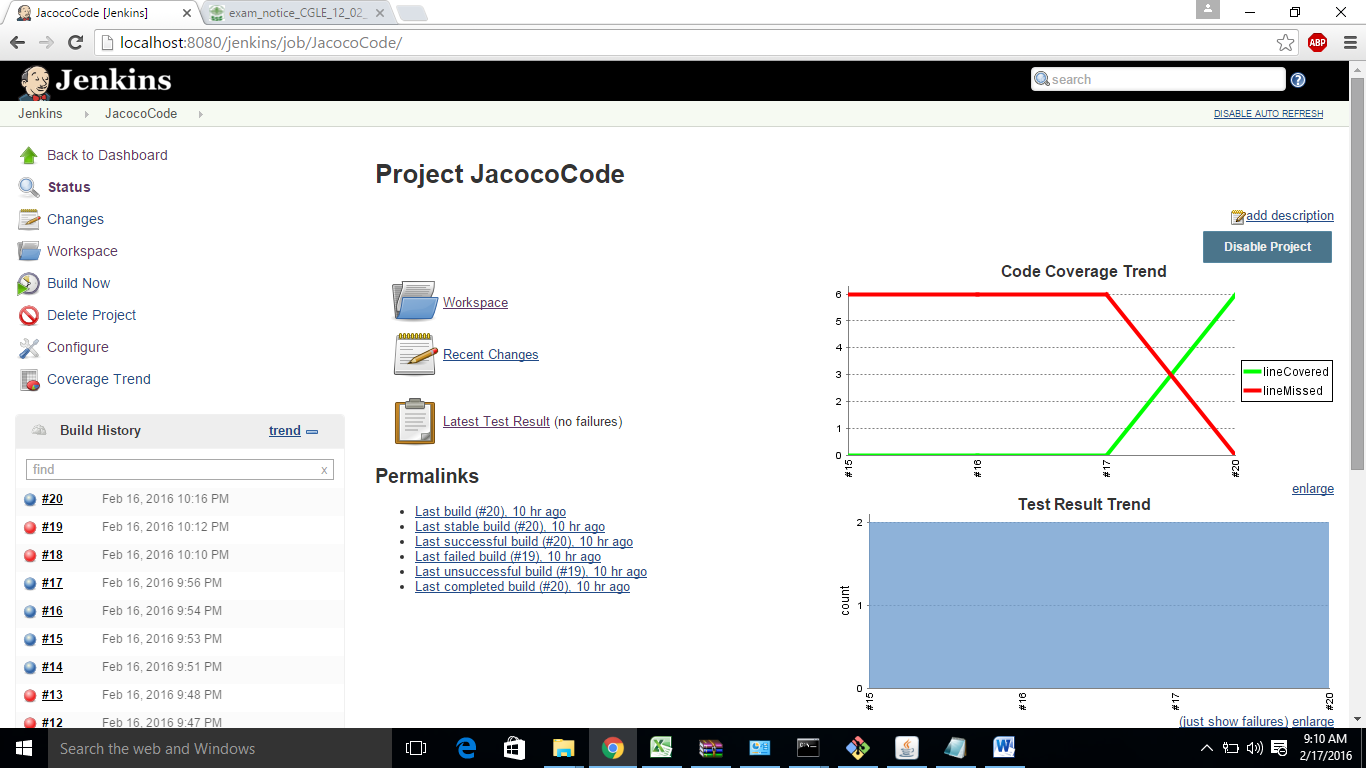 JacocoCode [Jenkins]
exam_notice_CGLE_12_02_
localhost:8080/jenkins/job/JacocoCode/
ABP
Jenkins
search
Jenkins
JacocoCode
DISABLE AUTO REFRESH
Back to Dashboard
Status
Changes
Workspace
Build Now
Delete Project
Configure
Coverage Trend
Build History
trend
find
x
#20 Feb 16, 2016 10:16 PM
#19 Feb 16, 2016 10:12 PM
#18 Feb 16, 2016 10:10 PM
#17 Feb 16, 2016 9:56 PM
#16 Feb 16, 2016 9:54 PM
#15 Feb 16, 2016 9:53 PM
#14 Feb 16, 2016 9:51 PM
#13 Feb 16, 2016 9:48 PM
#12 Feb 16, 2016 9:47 PM
Project JacocoCode
add description
Disable Project
Workspace
Recent Changes
Latest Test Result (no failures)
Permalinks
Last build (#20), 10 hr ago
Last stable build (#20), 10 hr ago
Last successful build (#20), 10 hr ago
Last failed build (#19), 10 hr ago
Last unsuccessful build (#19), 10 hr ago
Last completed build (#20), 10 hr ago
Code Coverage Trend
6
5
4
3
2
1
0
#15
#16
#17
#20
lineCovered
lineMissed
enlarge
Test Result Trend
count
2
1
0
#15
#16
#17
#20
(just show failures) enlarge
Search the web and Windows
9:10 AM
2/17/2016